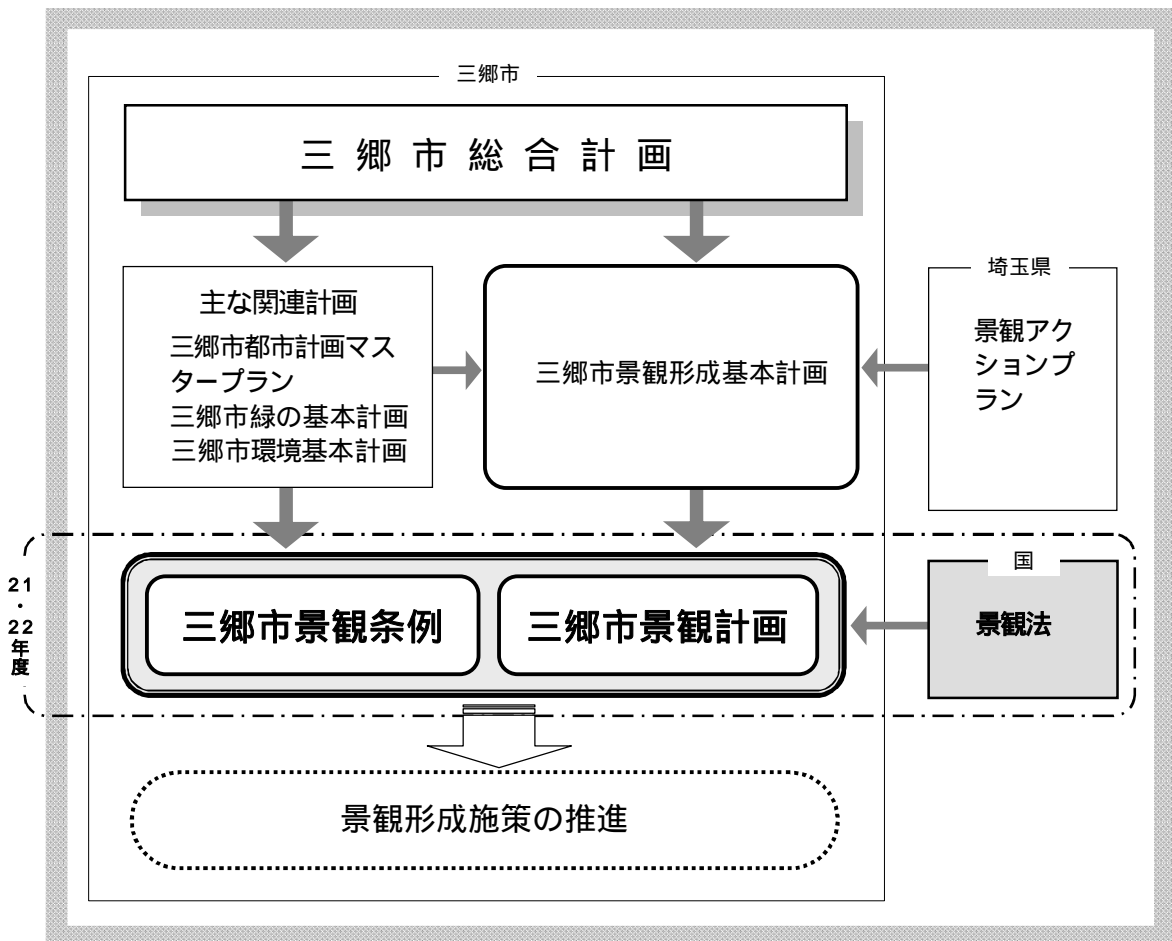 三郷市
三郷市総合計画
主な関連計画
三郷市都市計画マス
タープラン
三郷市緑の基本計画
三郷市環境基本計画
三郷市景観形成基本計画
埼玉県
景観アク
ションプ
ラン
21・22年度
三郷市景観条例
三郷市景観計画
国
景観法
景観形成施策の推進